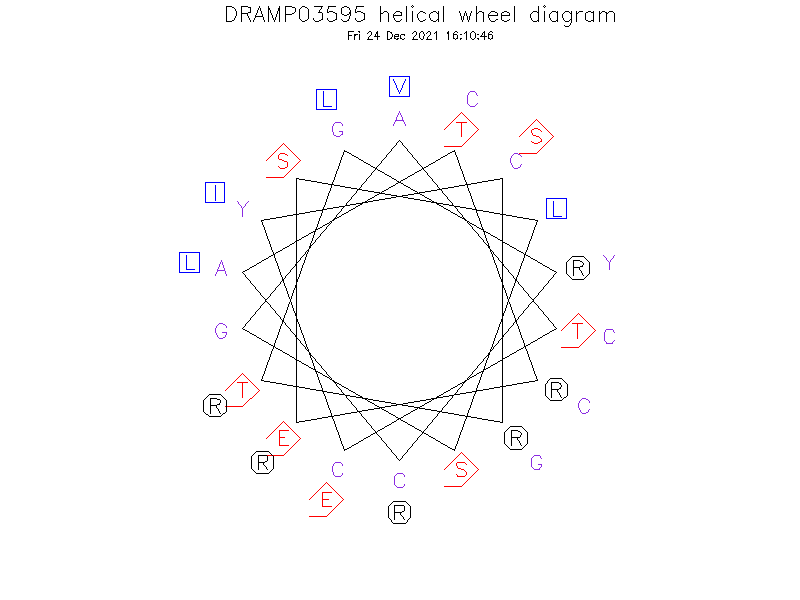 DRAMP03595 helical wheel diagram
Fri 24 Dec 2021 16:10:46
V
L C
A
G T S
S C
I Y L
L A R Y
G T C
T R C
R
E R G
R
C S
C
E
R